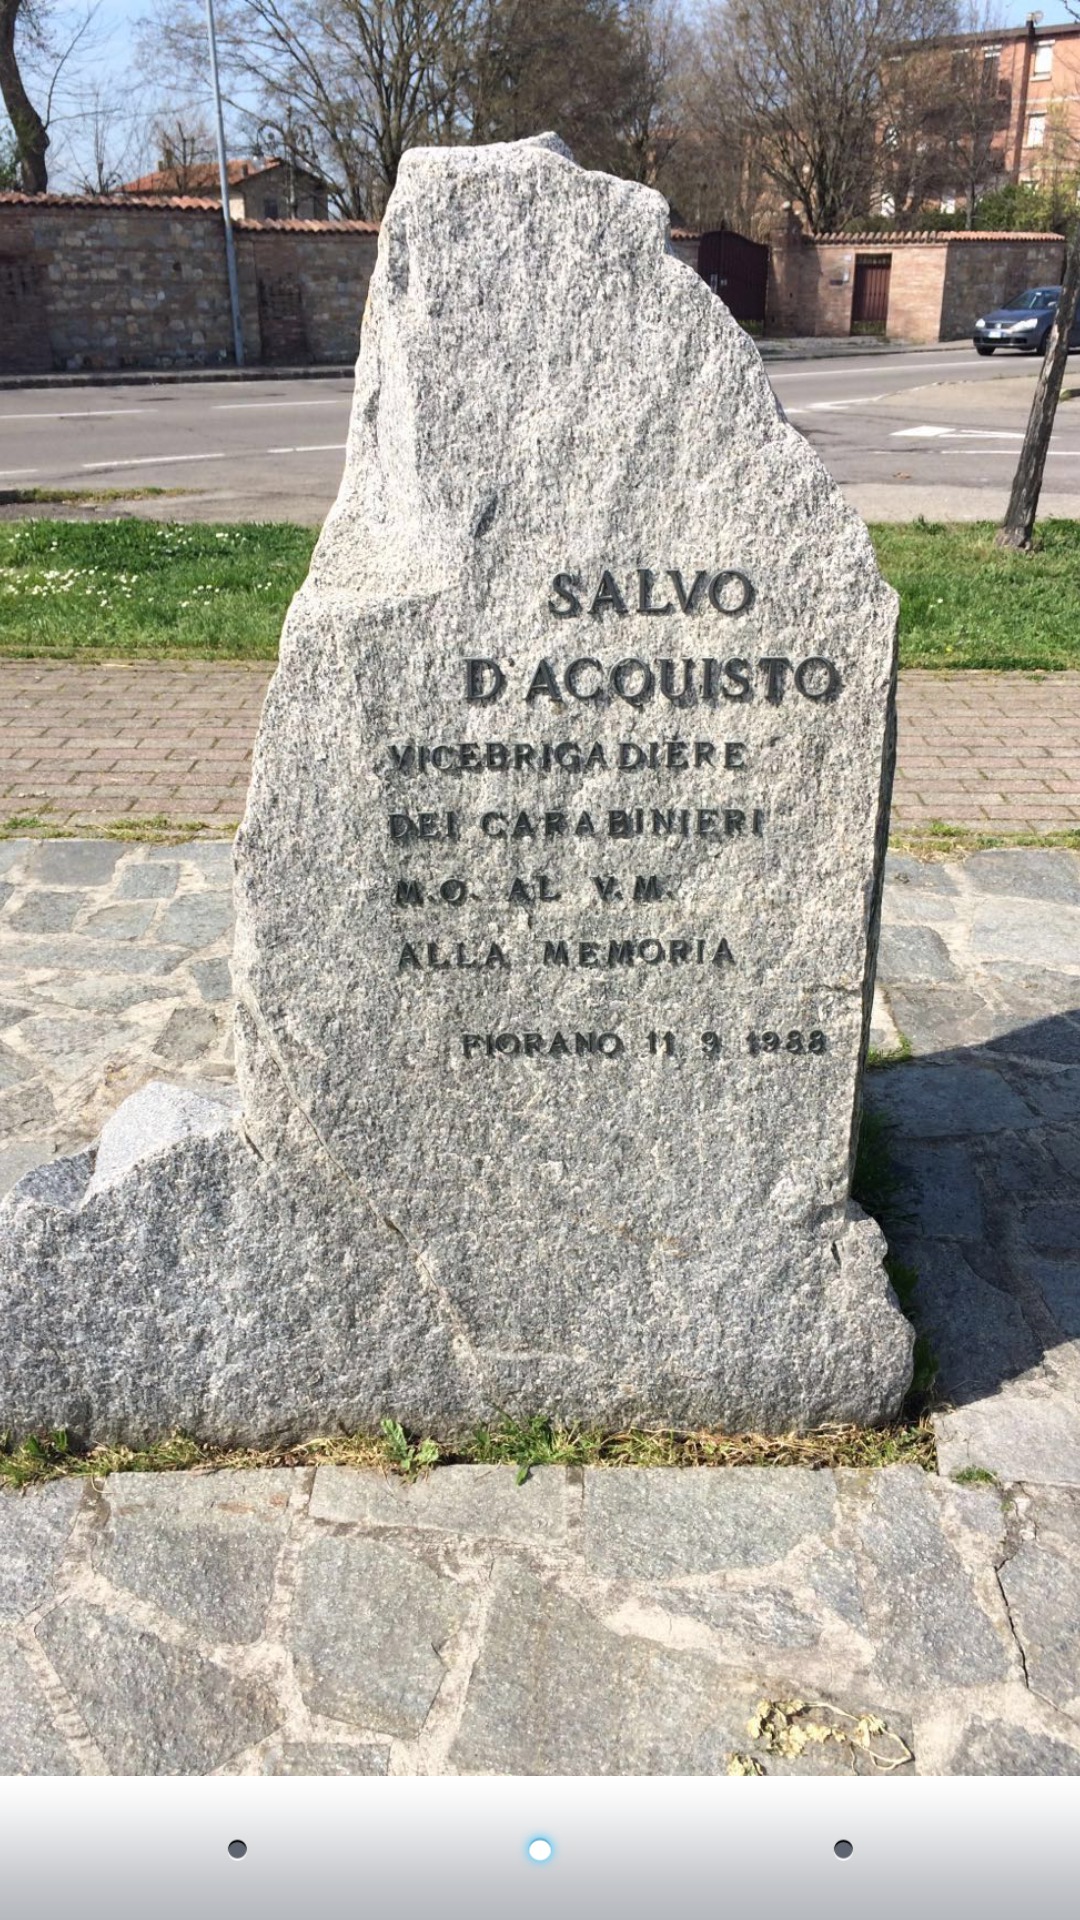 SALVO
D'ACQUISTO
VICEBRIGADIERE
DEI CARABINIERI
M.O. AL V.M.
ALLA MEMORIA
FIORANO 11 9 1988